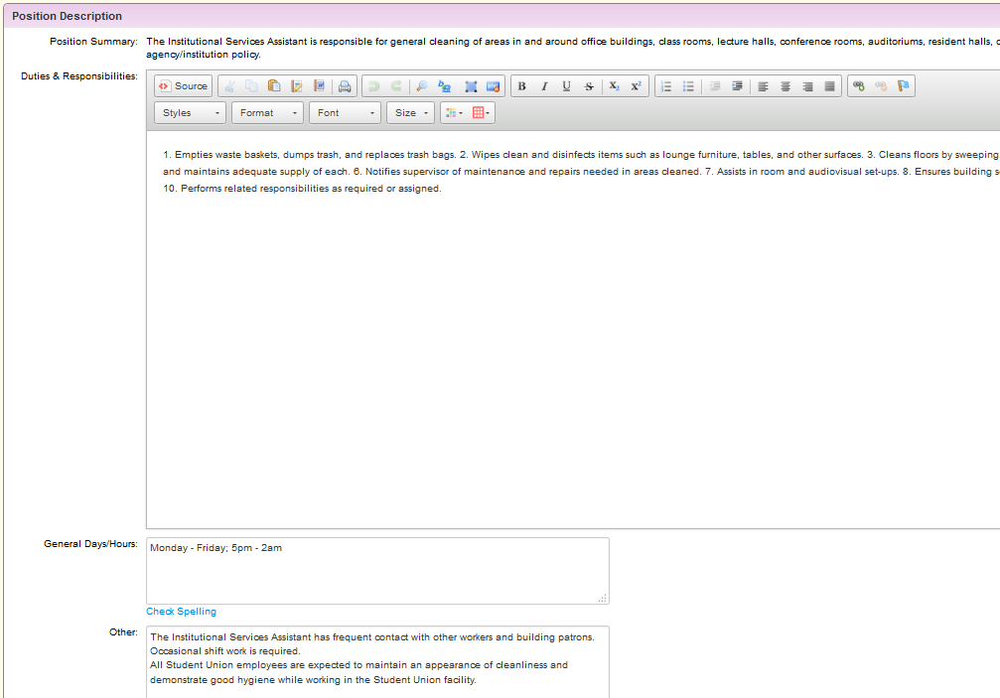 Position Description
Position Summary: The Institutional Services Assistant is responsible for general cleaning of areas in and around office buildings, class rooms, lecture halls, conference rooms, auditoriums, resident halls,
agency/institution policy.
Duties & Responsibilities:
Source
B I U S X₂ X²
Styles Format Font Size
1. Empties waste baskets, dumps trash, and replaces trash bags. 2. Wipes clean and disinfects items such as lounge furniture, tables, and other surfaces. 3. Cleans floors by sweeping
and maintains adequate supply of each. 6. Notifies supervisor of maintenance and repairs needed in areas cleaned. 7. Assists in room and audiovisual set-ups. 8. Ensures building
10. Performs related responsibilities as required or assigned.
General Days/Hours: Monday - Friday; 5pm - 2am
Check Spelling
Other: The Institutional Services Assistant has frequent contact with other workers and building patrons.
Occasional shift work is required.
All Student Union employees are expected to maintain an appearance of cleanliness and
demonstrate good hygiene while working in the Student Union facility.